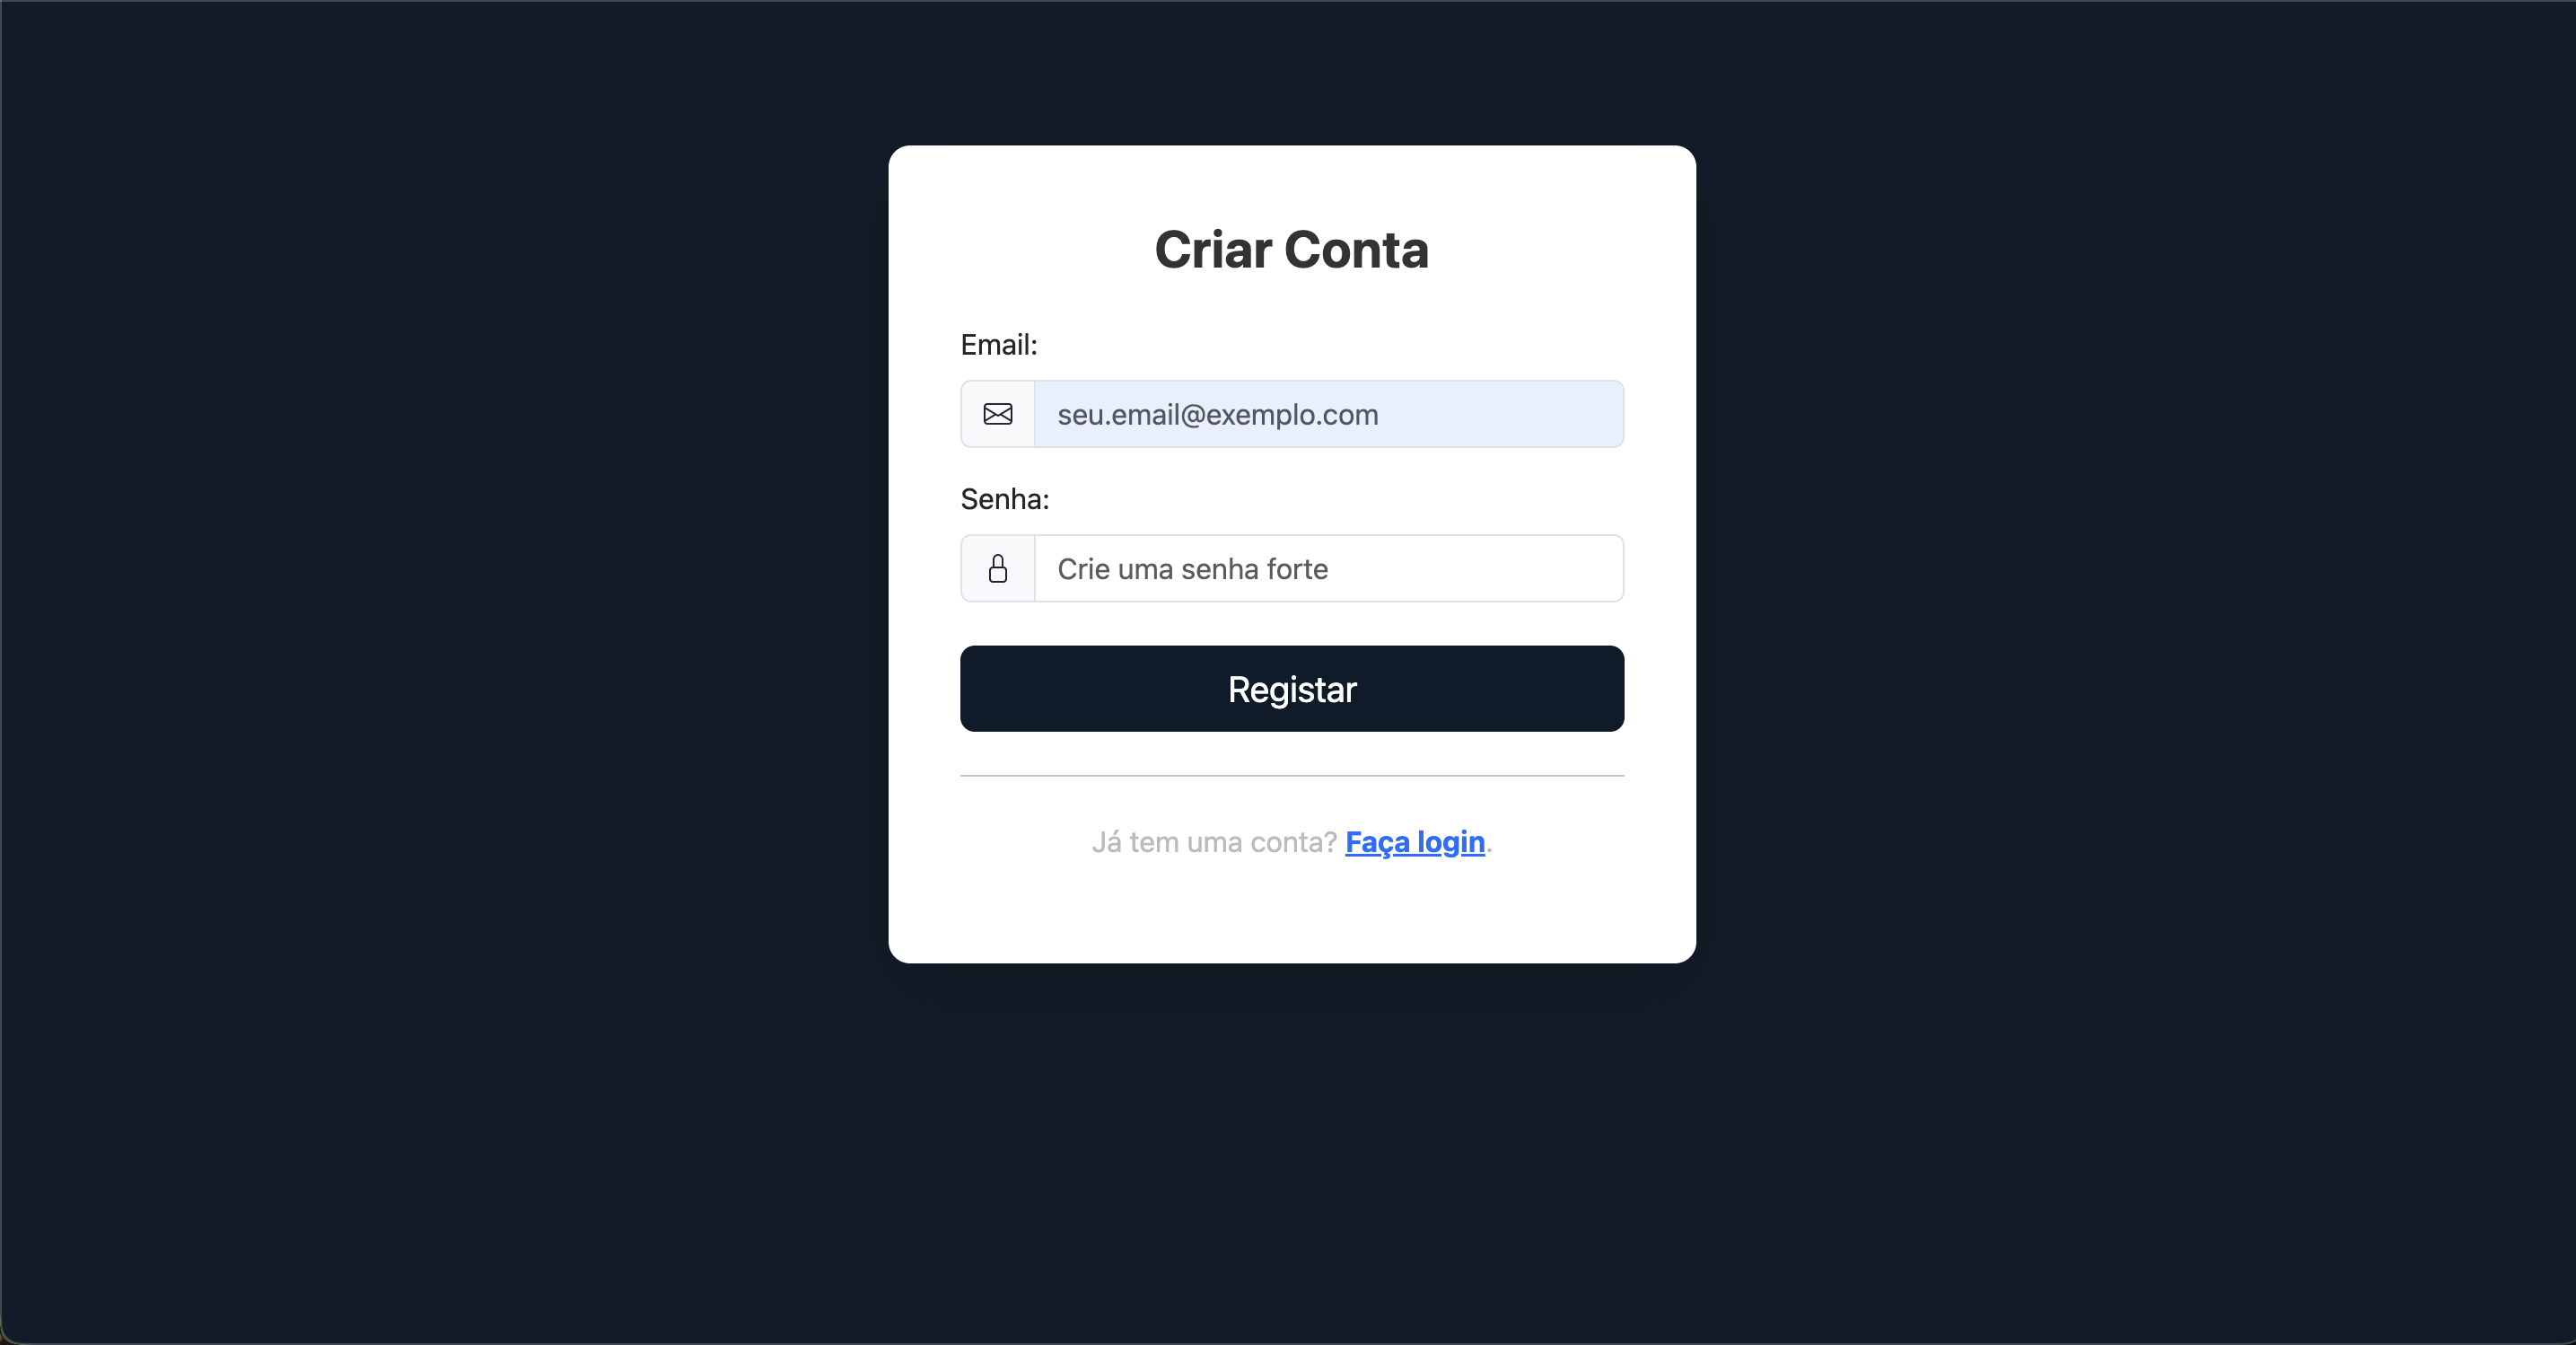 Criar Conta
Email:
seu.email@exemplo.com
Senha:
Crie uma senha forte
Registar
Já tem uma conta? Faça login.